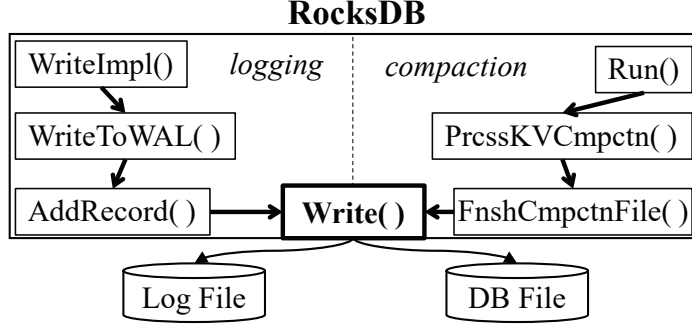 RocksDB
WriteImpl()
logging
compaction
Run()
WriteToWAL( )
PrcssKVCmpctn( )
AddRecord( )
Write( )
FnshCmpctnFile( )
Log File
DB File